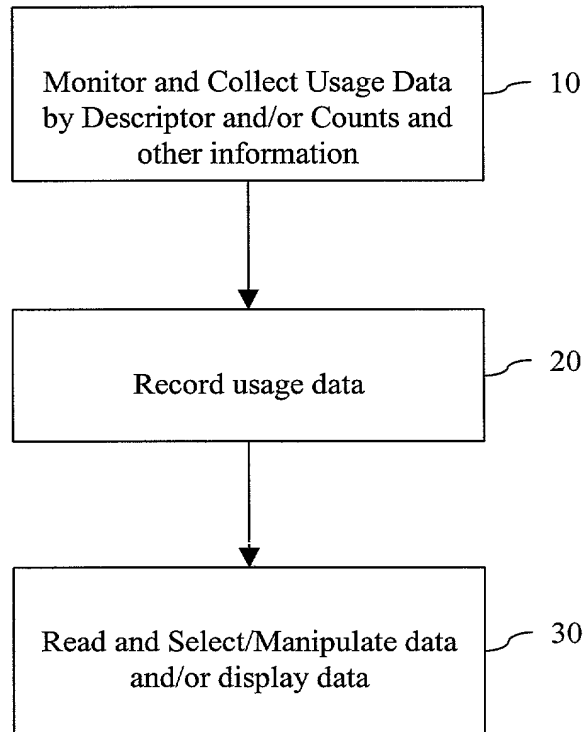 Monitor and Collect Usage Data
by Descriptor and/or Counts and
other information
10
Record usage data
20
Read and Select/Manipulate data
and/or display data
30